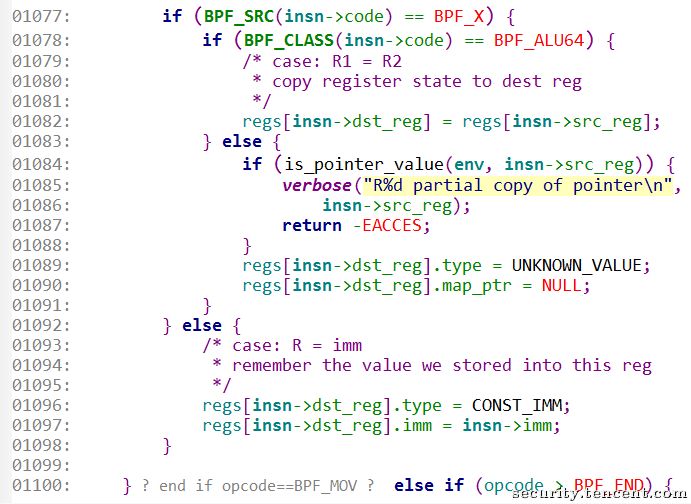 01077: if (BPF_SRC(insn->code) == BPF_X) {
01078: if (BPF_CLASS(insn->code) == BPF_ALU64) {
01079: /* case: R1 = R2
01080: * copy register state to dest reg
01081: */
01082: regs[insn->dst_reg] = regs[insn->src_reg];
01083: } else {
01084: if (is_pointer_value(env, insn->src_reg)) {
01085: verbose("R%d partial copy of pointer\n",
01086: insn->src_reg);
01087: return -EACCES;
01088: }
01089: regs[insn->dst_reg].type = UNKNOWN_VALUE;
01090: regs[insn->dst_reg].map_ptr = NULL;
01091: }
01092: } else {
01093: /* case: R = imm
01094: * remember the value we stored into this reg
01095: */
01096: regs[insn->dst_reg].type = CONST_IMM;
01097: regs[insn->dst_reg].imm = insn->imm;
01098: }
01099:
01100: } ? end if opcode==BPF_MOV ? else if (opcode > BPF_END) {
security.tencent.com